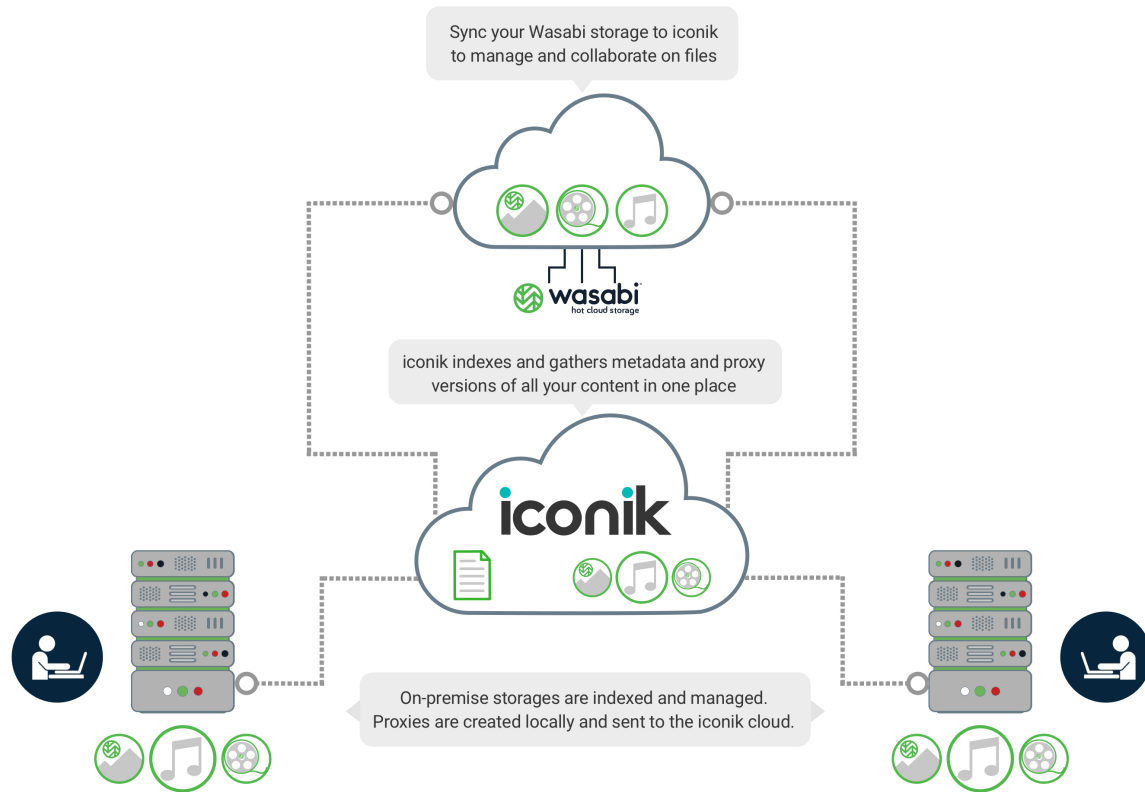 Sync your Wasabi storage to iconik
to manage and collaborate on files
wasabi
hot cloud storage
iconik indexes and gathers metadata and proxy
versions of all your content in one place
iconik
On-premise storages are indexed and managed.
Proxies are created locally and sent to the iconik cloud.